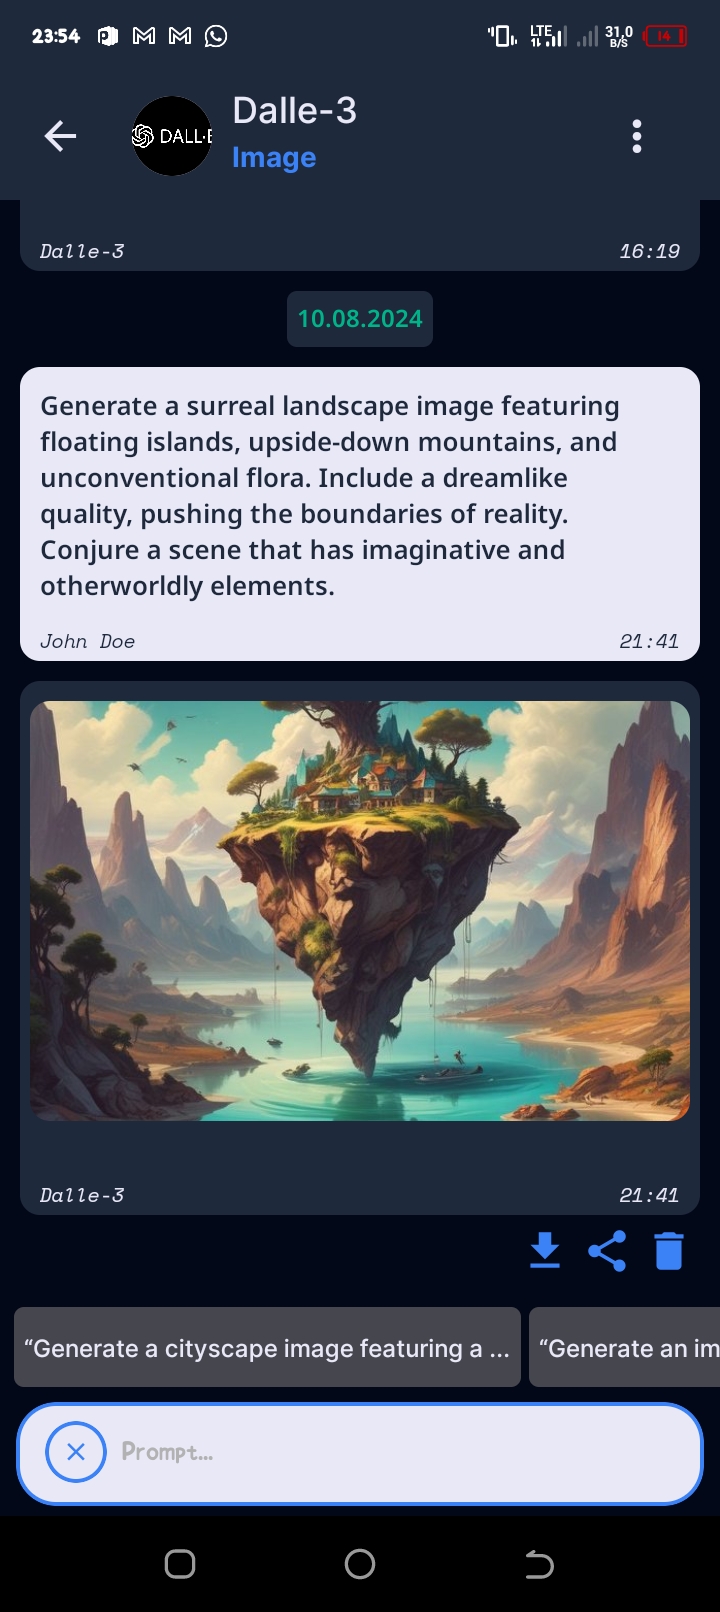 23:54
LTE
31,0
B/S
14
DALL·E
Dalle-3
Image
Dalle-3 16:19
10.08.2024
Generate a surreal landscape image featuring
floating islands, upside-down mountains, and
unconventional flora. Include a dreamlike
quality, pushing the boundaries of reality.
Conjure a scene that has imaginative and
otherworldly elements.
John Doe 21:41
Dalle-3 21:41
“Generate a cityscape image featuring a ...
“Generate an im
Prompt...